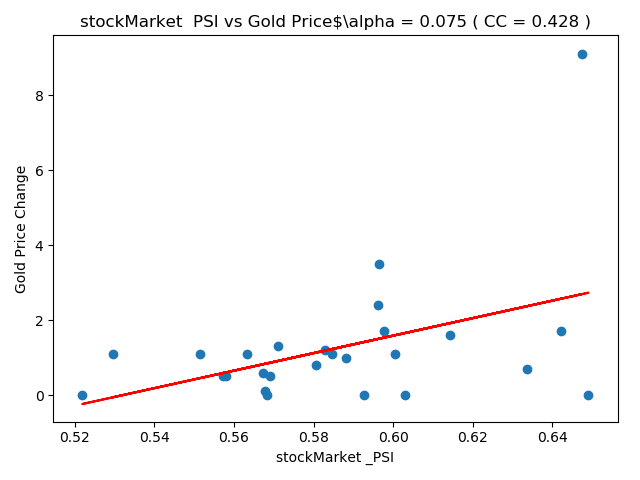 stockMarket  PSI vs Gold Price$\alpha = 0.075 ( CC = 0.428 )
Gold Price Change
8
6
4
2
0
0.52 0.54 0.56 0.58 0.60 0.62 0.64
stockMarket _PSI